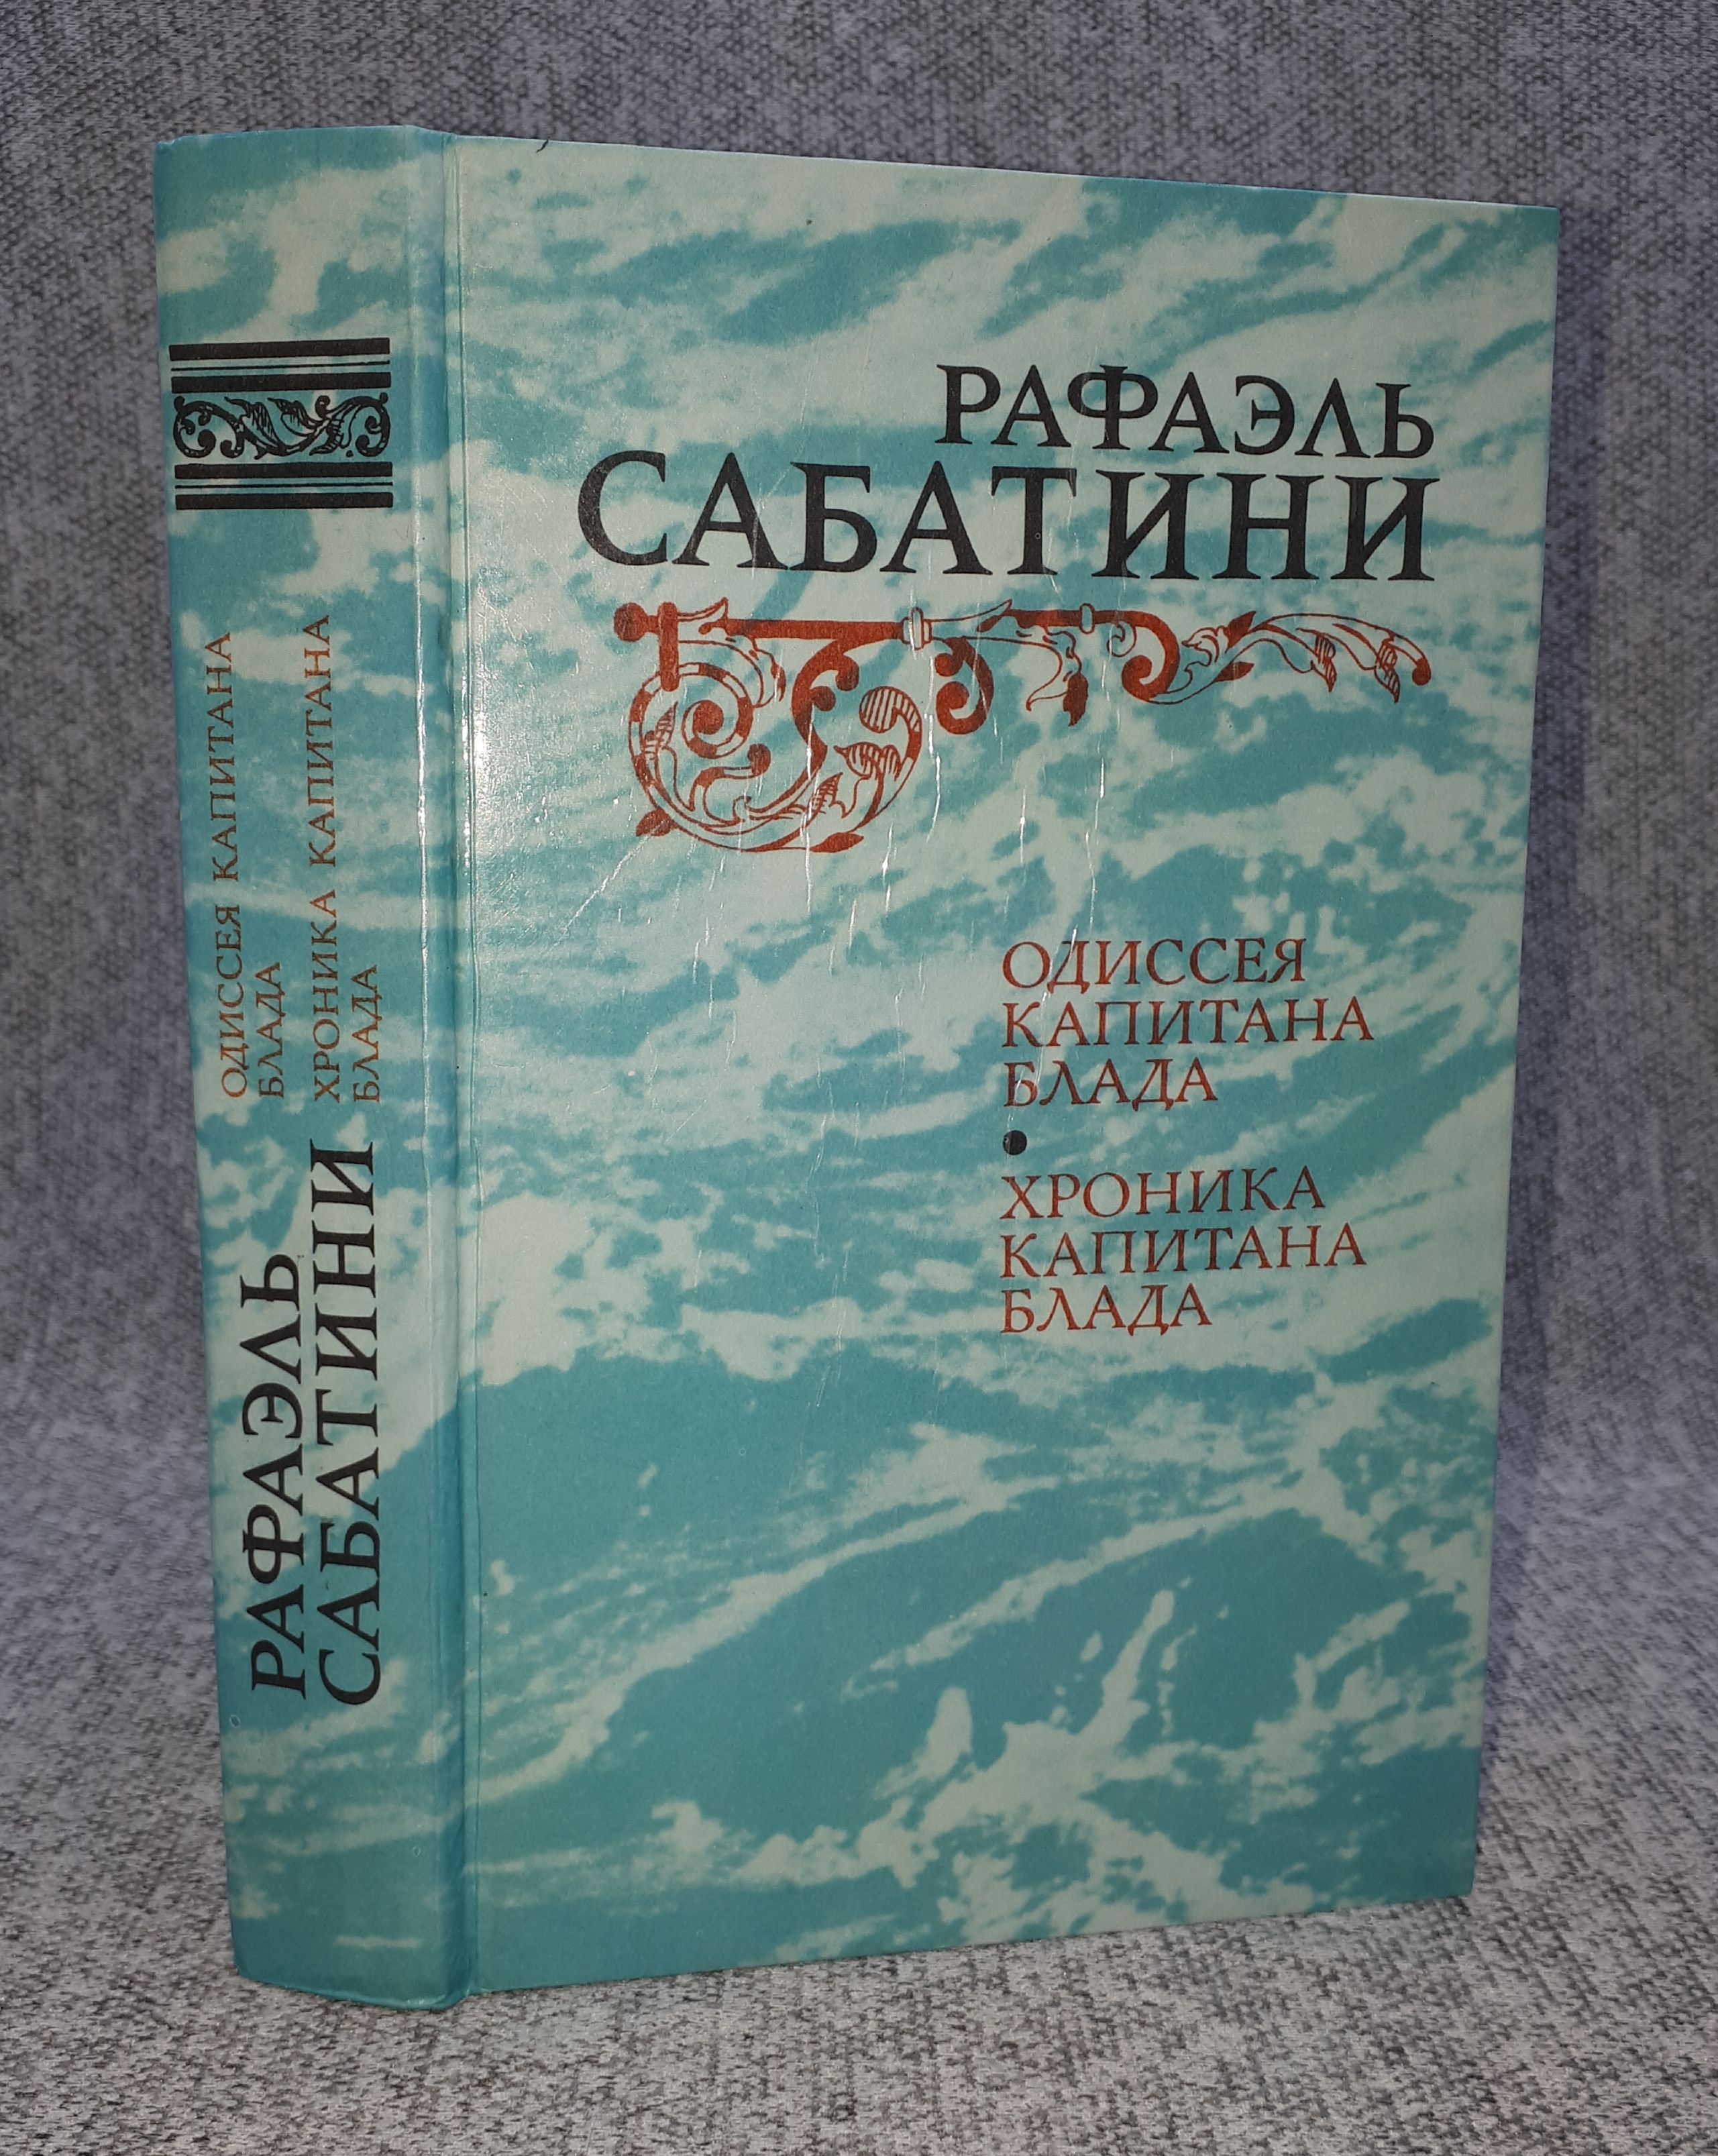 РАФАЭЛЬ
САБАТИНИ
ОДИССЕЯ КАПИТАНА
БЛАДА
ХРОНИКА КАПИТАНА
БЛАДА
РАФАЭЛЬ
САБАТИНИ
ОДИССЕЯ
КАПИТАНА
БЛАДА
•
ХРОНИКА
КАПИТАНА
БЛАДА